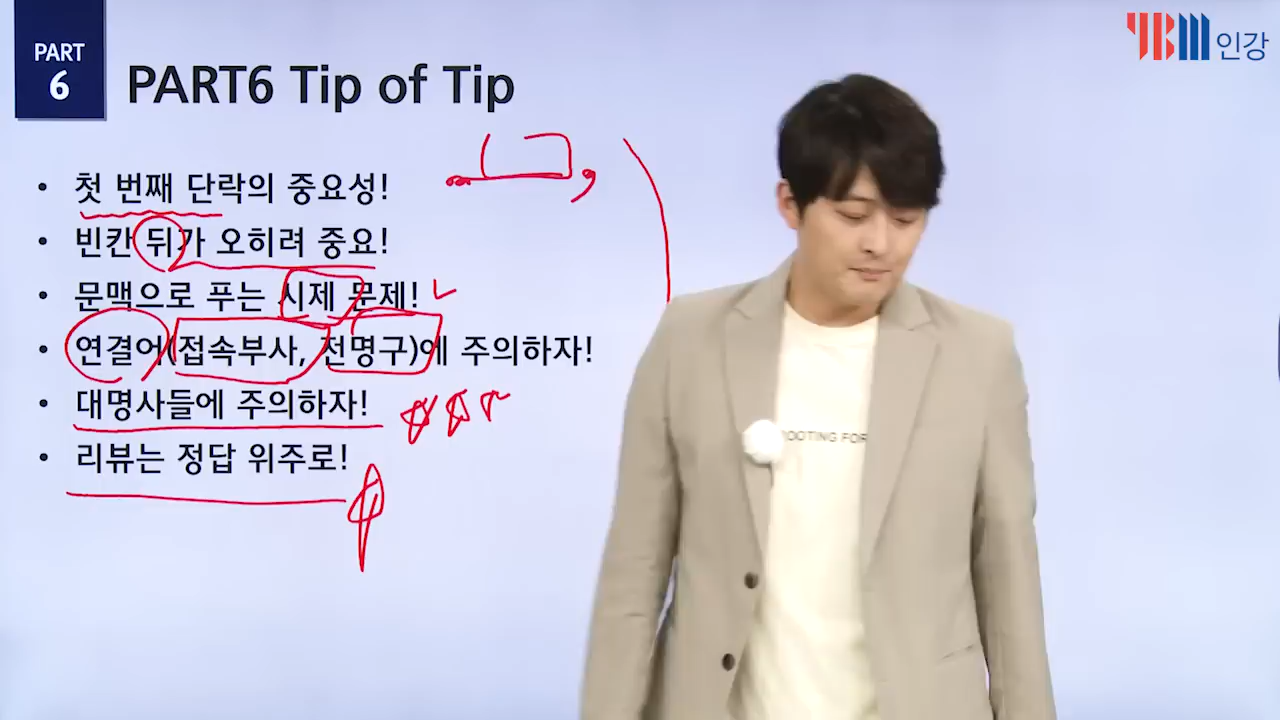 PART
6
PART6 Tip of Tip
YBM 인강
• 첫 번째 단락의 중요성!
• 빈칸 뒤가 오히려 중요!
• 문맥으로 푸는 시제 문제!
• 연결어(접속부사, 전명구)에 주의하자!
• 대명사들에 주의하자!
• 리뷰는 정답 위주로!
OOTING FOR